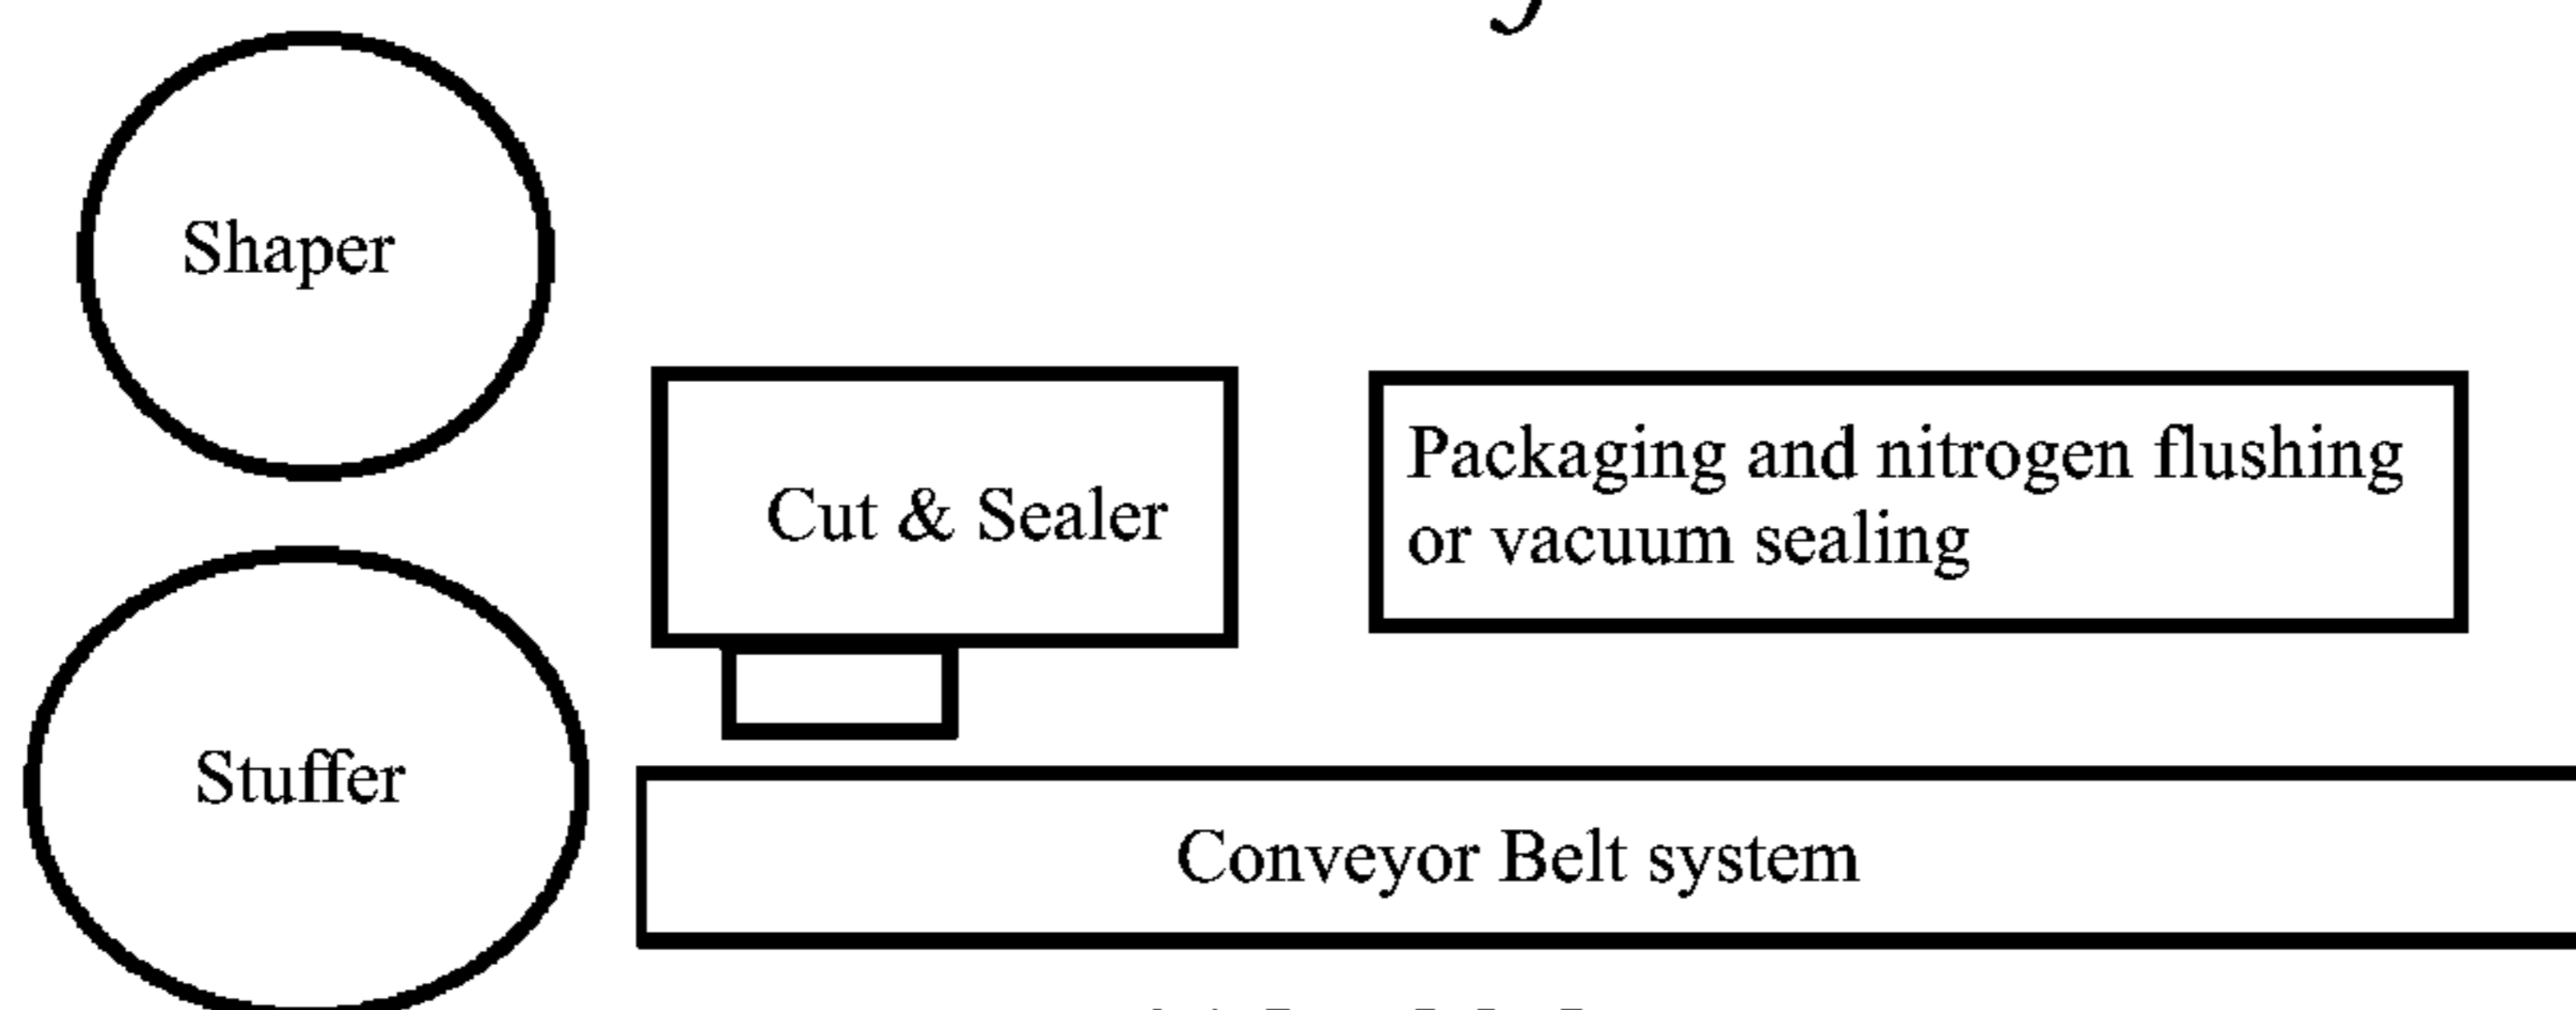 Shaper
Cut & Sealer
Packaging and nitrogen flushing
or vacuum sealing
Stuffer
Conveyor Belt system